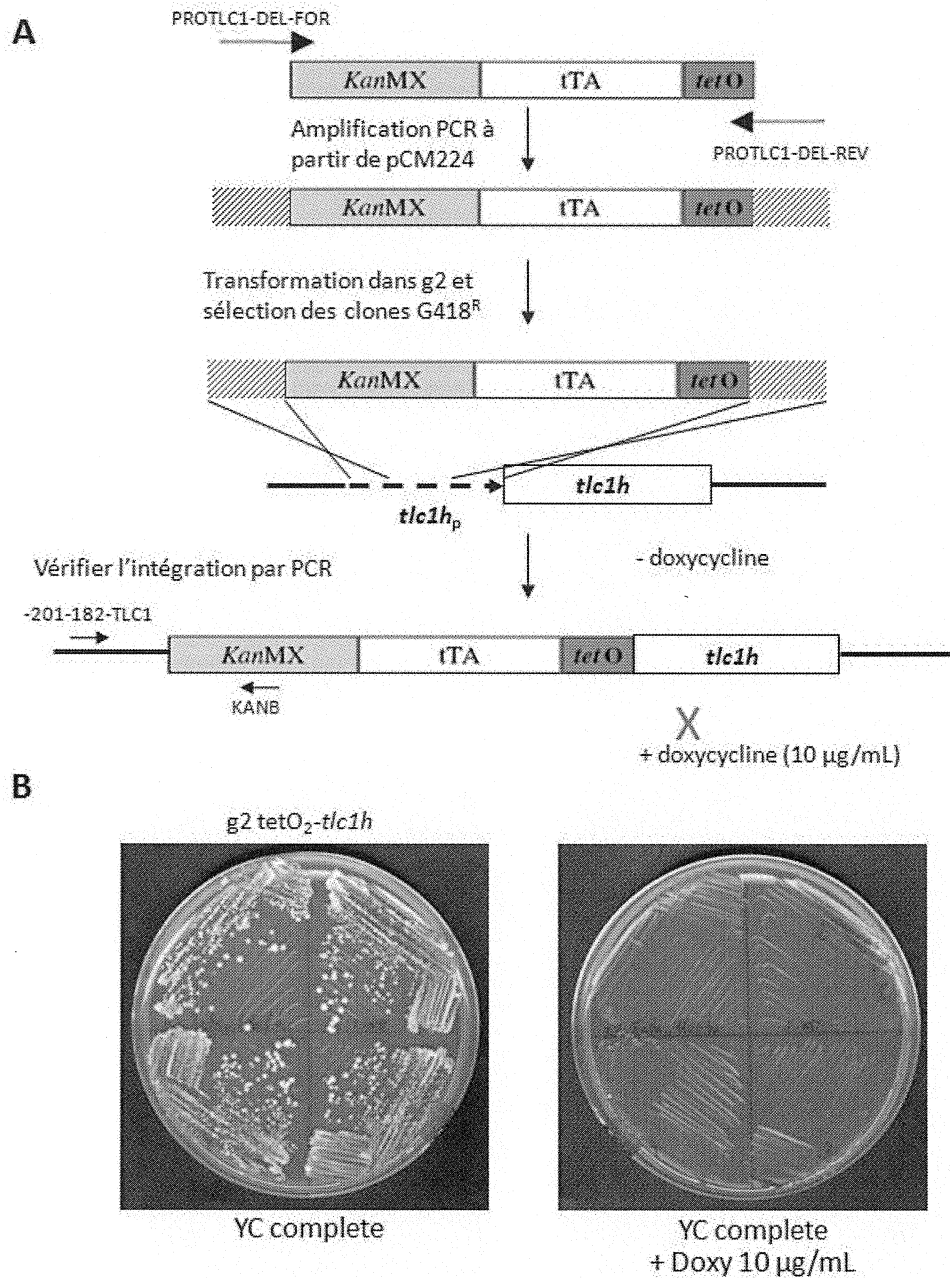 A
PROTLC1-DEL-FOR
KanMX tTA tetO
Amplification PCR à
partir de pCM224
PROTLC1-DEL-REV
KanMX tTA tetO
Transformation dans g2 et
sélection des clones G418R
KanMX tTA tetO
tlc1h
tlc1hp
Vérifier l'intégration par PCR
- doxycycline
-201-182-TLC1
KanMX tTA tetO tlc1h
KANB
X
+ doxycycline (10 µg/mL)
B
g2 tetO2-tlc1h
YC complete
YC complete
+ Doxy 10 µg/mL